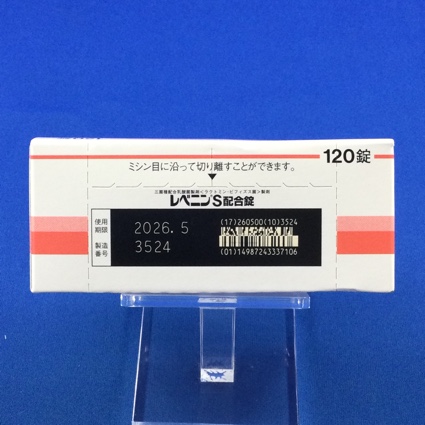 120錠
ミシン目に沿って切り離すことができます。
レベニンS配合錠
使用
期限
2026.5
製造
番号
3524
(17)260500(10)3524
(01)14987243337106